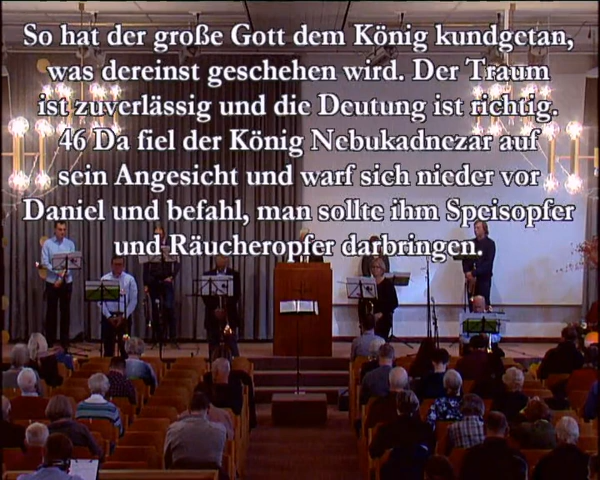 So hat der große Gott dem König kundgetan,
was dereinst geschehen wird. Der Traum
ist zuverlässig und die Deutung ist richtig.
46 Da fiel der König Nebukadnezar auf
sein Angesicht und warf sich nieder vor
Daniel und befahl, man sollte ihm Speisopfer
und Räucheropfer darbringen.